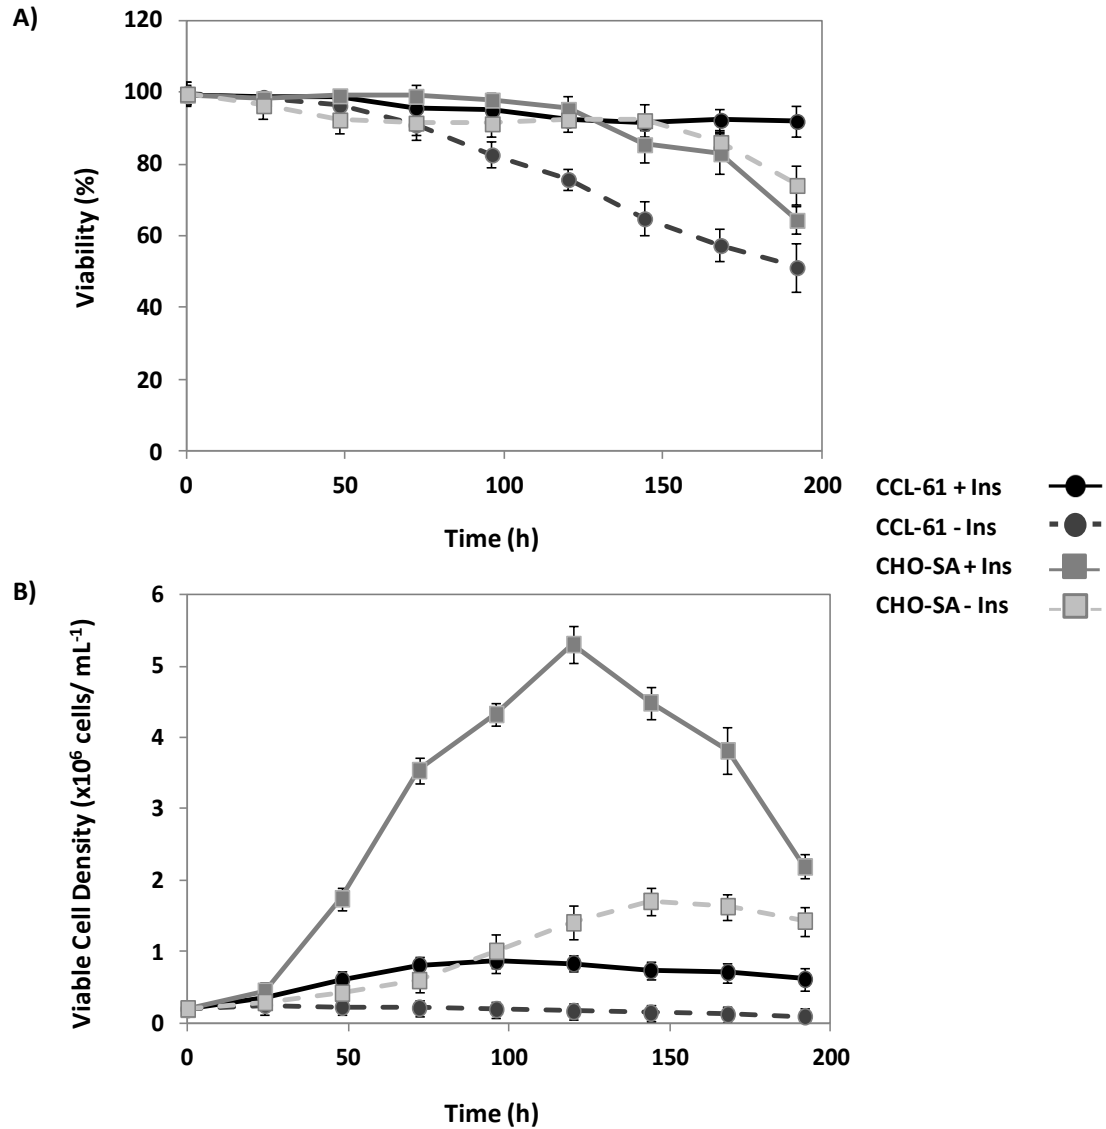 A)
120
100
80
60
40
20
0
Viability (%)
0 50 100 150 200
Time (h)
CCL-61 + Ins
CCL-61 - Ins
CHO-SA + Ins
CHO-SA - Ins
B)
6
5
4
3
2
1
0
Viable Cell Density (x10⁶ cells/ mL⁻¹)
0 50 100 150 200
Time (h)